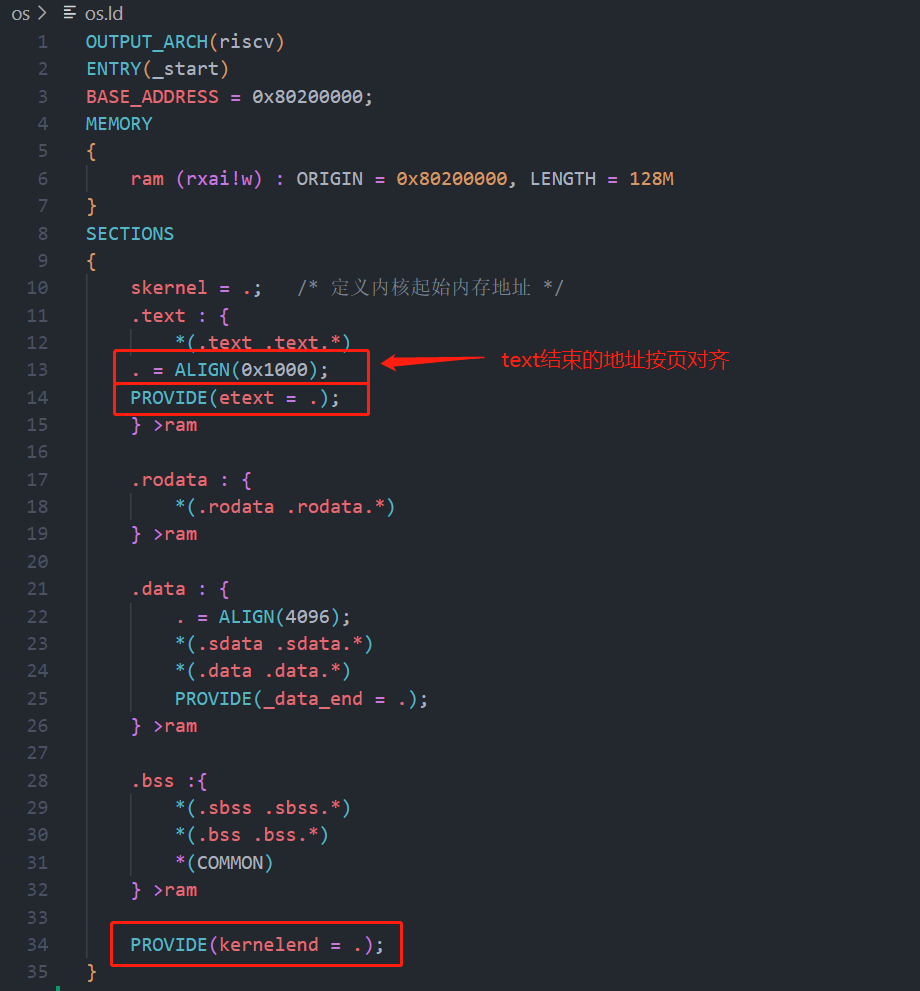 os > os.ld
1 OUTPUT_ARCH(riscv)
2 ENTRY(_start)
3 BASE_ADDRESS = 0x80200000;
4 MEMORY
5 {
6     ram (rxai!w) : ORIGIN = 0x80200000, LENGTH = 128M
7 }
8 SECTIONS
9 {
10     skernel = .;   /* 定义内核起始内存地址 */
11     .text : {
12         *(.text .text.*)
13     . = ALIGN(0x1000);
text结束的地址按页对齐
14     PROVIDE(etext = .);
15     } >ram
16
17     .rodata : {
18         *(.rodata .rodata.*)
19     } >ram
20
21     .data : {
22         . = ALIGN(4096);
23         *(.sdata .sdata.*)
24         *(.data .data.*)
25         PROVIDE(_data_end = .);
26     } >ram
27
28     .bss :{
29         *(.sbss .sbss.*)
30         *(.bss .bss.*)
31         *(COMMON)
32     } >ram
33
34     PROVIDE(kernelend = .);
35 }